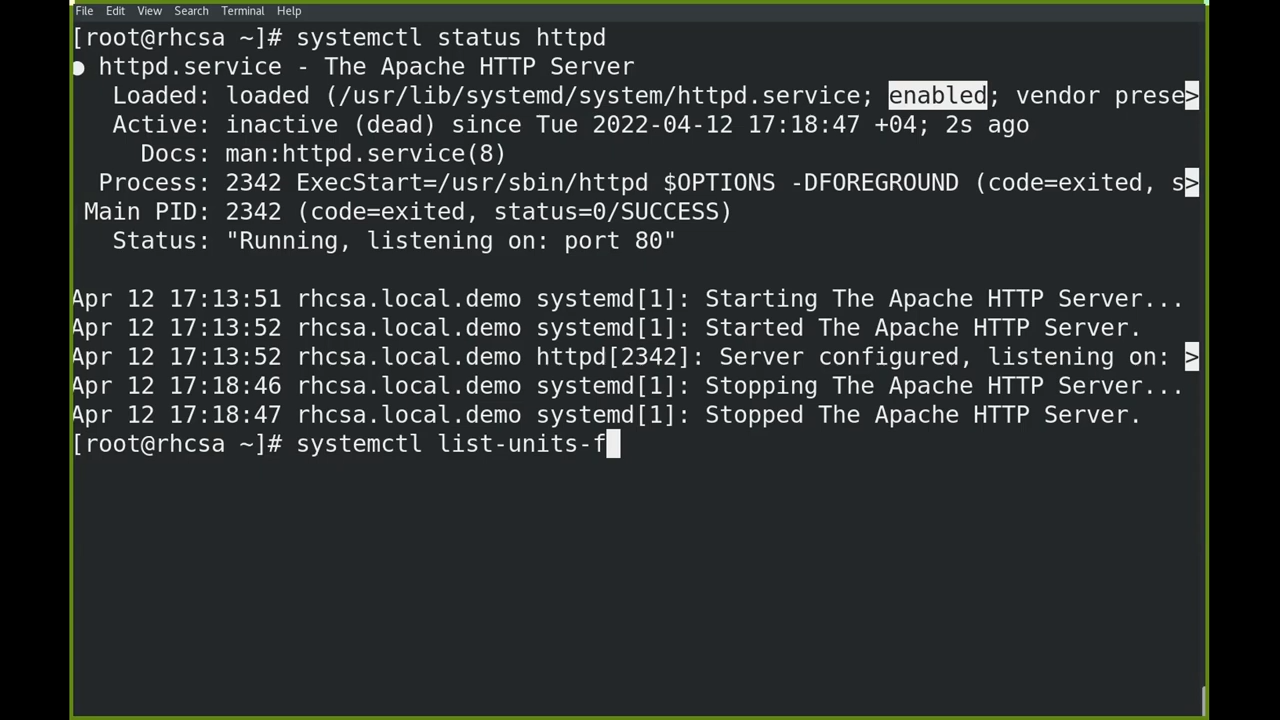 File Edit View Search Terminal Help
[root@rhcsa ~]# systemctl status httpd
● httpd.service - The Apache HTTP Server
   Loaded: loaded (/usr/lib/systemd/system/httpd.service; enabled; vendor prese>
   Active: inactive (dead) since Tue 2022-04-12 17:18:47 +04; 2s ago
     Docs: man:httpd.service(8)
  Process: 2342 ExecStart=/usr/sbin/httpd $OPTIONS -DFOREGROUND (code=exited, s>
 Main PID: 2342 (code=exited, status=0/SUCCESS)
   Status: "Running, listening on: port 80"
Apr 12 17:13:51 rhcsa.local.demo systemd[1]: Starting The Apache HTTP Server...
Apr 12 17:13:52 rhcsa.local.demo systemd[1]: Started The Apache HTTP Server.
Apr 12 17:13:52 rhcsa.local.demo httpd[2342]: Server configured, listening on: >
Apr 12 17:18:46 rhcsa.local.demo systemd[1]: Stopping The Apache HTTP Server...
Apr 12 17:18:47 rhcsa.local.demo systemd[1]: Stopped The Apache HTTP Server.
[root@rhcsa ~]# systemctl list-units-f